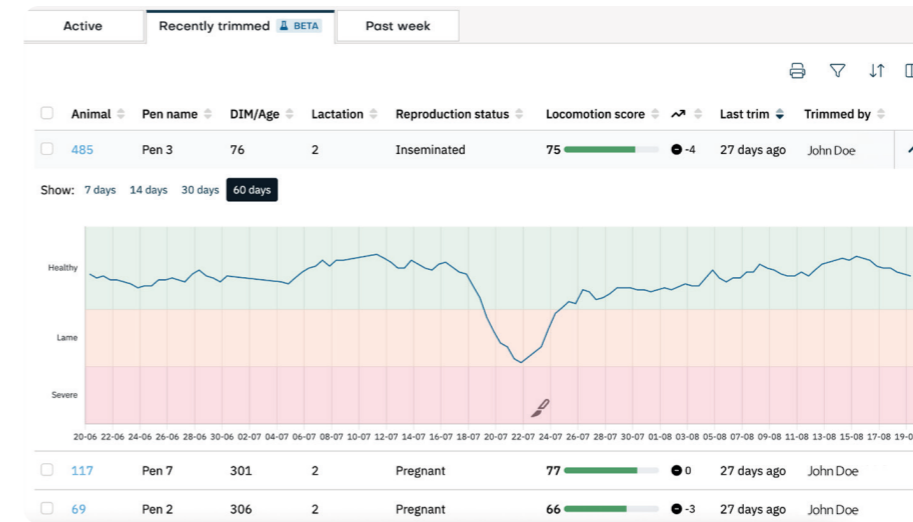 Active Recently trimmed BETA Past week
Animal Pen name DIM/Age Lactation Reproduction status Locomotion score Last trim Trimmed by
485 Pen 3 76 2 Inseminated 75 -4 27 days ago John Doe
Show: 7 days 14 days 30 days 60 days
Healthy
Lame
Severe
20-06 22-06 24-06 26-06 28-06 30-06 02-07 04-07 06-07 08-07 10-07 12-07 14-07 16-07 18-07 20-07 22-07 24-07 26-07 28-07 30-07 01-08 03-08 05-08 07-08 09-08 11-08 13-08 15-08 17-08 19-0
117 Pen 7 301 2 Pregnant 77 0 27 days ago John Doe
69 Pen 2 306 2 Pregnant 66 -3 27 days ago John Doe